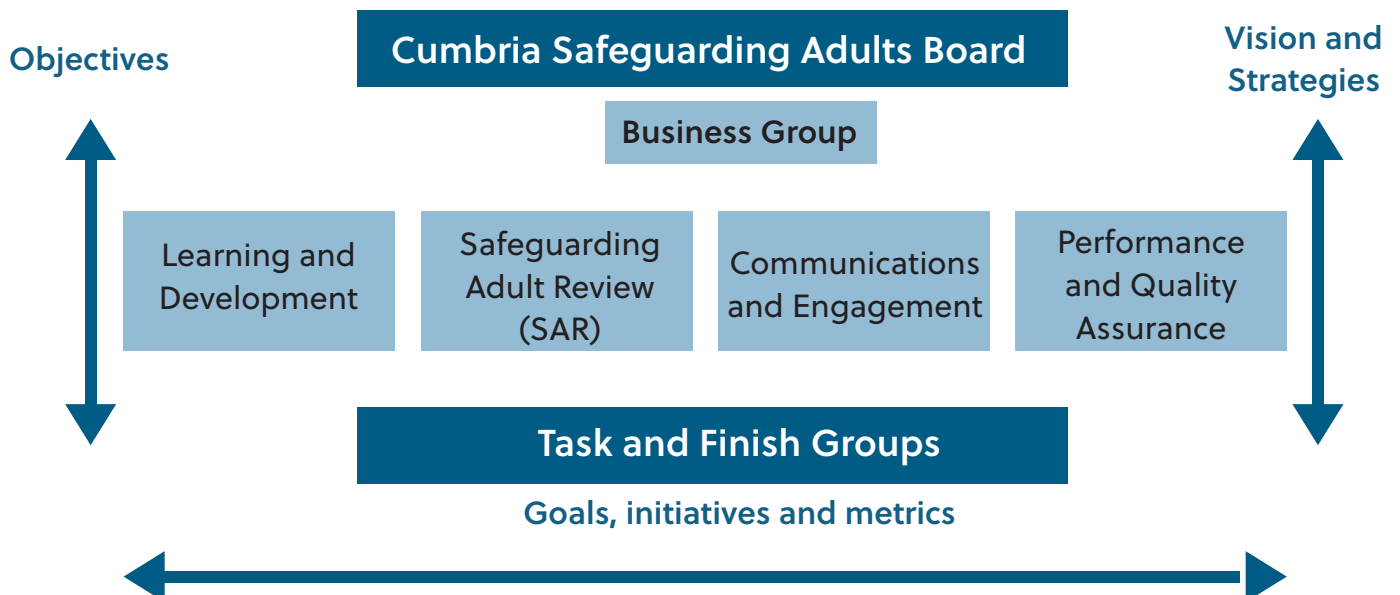 Objectives
Cumbria Safeguarding Adults Board
Vision and
Strategies
Business Group
Learning and
Development
Safeguarding
Adult Review
(SAR)
Communications
and Engagement
Performance
and Quality
Assurance
Task and Finish Groups
Goals, initiatives and metrics